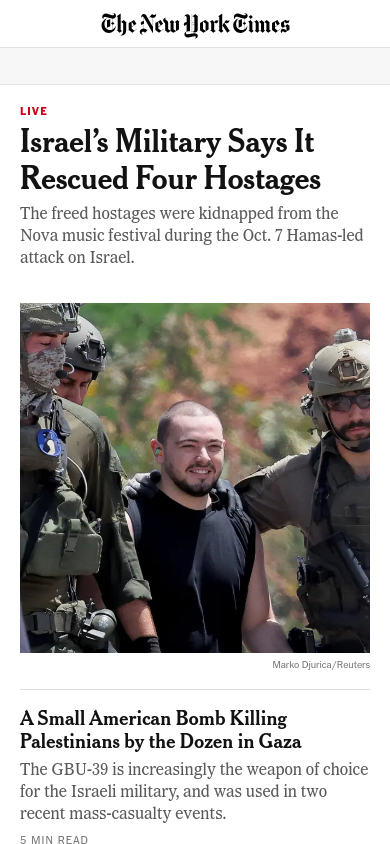 The New York Times
LIVE
Israel’s Military Says It
Rescued Four Hostages
The freed hostages were kidnapped from the
Nova music festival during the Oct. 7 Hamas-led
attack on Israel.
Marko Djurica/Reuters
A Small American Bomb Killing
Palestinians by the Dozen in Gaza
The GBU-39 is increasingly the weapon of choice
for the Israeli military, and was used in two
recent mass-casualty events.
5 MIN READ